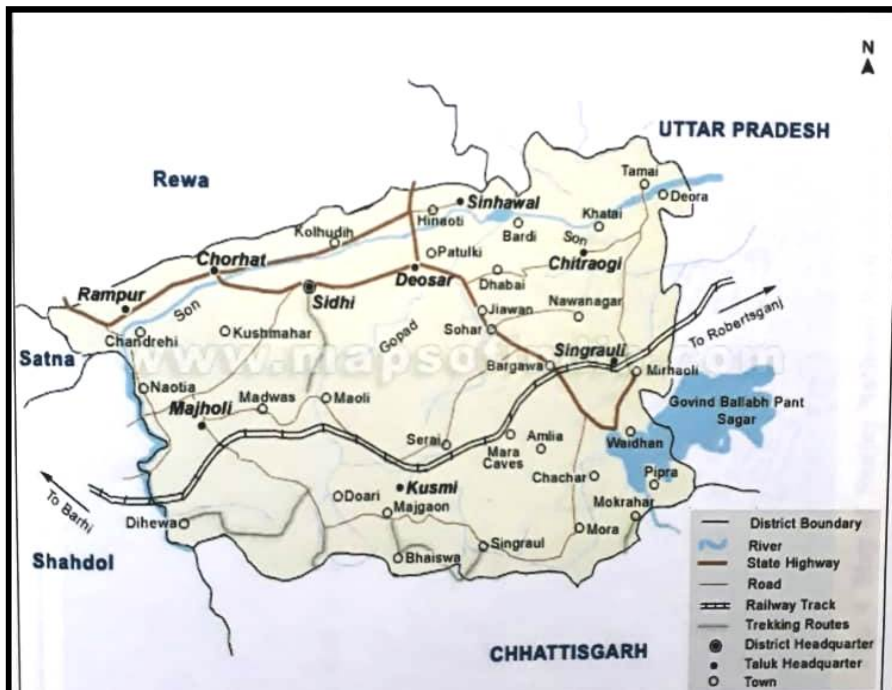 N
UTTAR PRADESH
Rewa
Tamai
Deora
Sinhawal
Hinaoti
Khatai
Bardi
Kolhudih
Son
Patulki
Chitraogi
Chorhat
Deosar
Dhabai
Rampur
Sidhi
Son
Jiawan
Nawanagar
Chandrehi
Kushmahar
Gopad
Sohar
To Robertsganj
Singrauli
Satna
www.mapsofindia.com
Bargawa
Mirhaoli
Naotia
Madwas
Maoli
Govind Ballabh Pant
Sagar
Majholi
Serai
Mara
Caves
Amlia
Waidhan
Chachar
Pipra
Kusmi
To Barhi
Doari
Majgaon
Mokrahar
Dihewa
Mora
Singraul
Bhaiswa
Shahdol
CHHATTISGARH
District Boundary
River
State Highway
Road
Railway Track
Trekking Routes
District Headquarter
Taluk Headquarter
Town